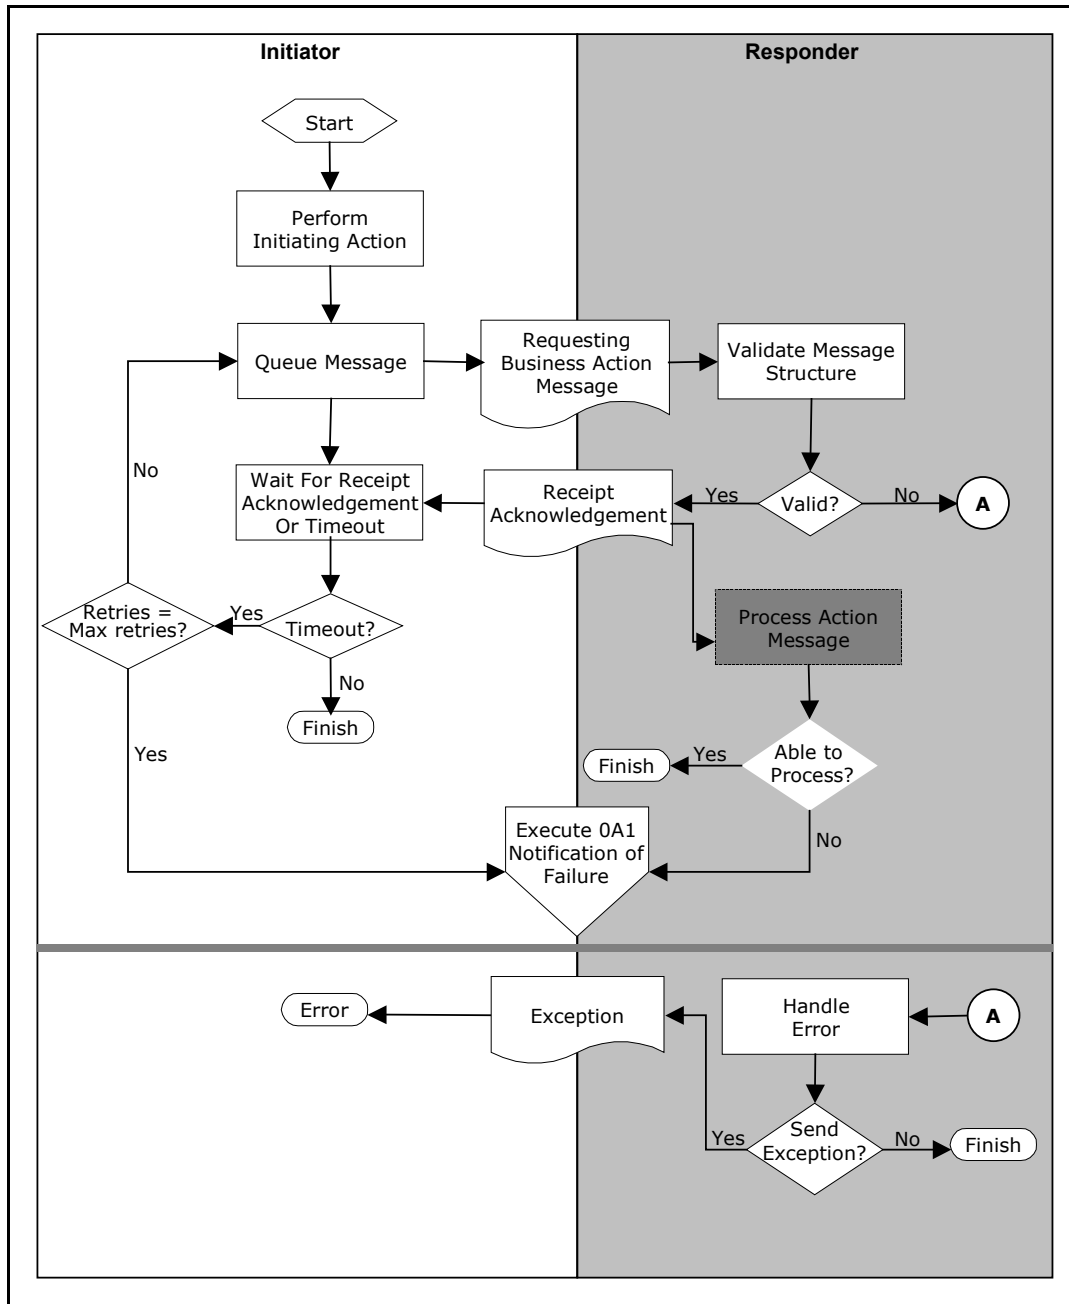 Initiator
Responder
Start
Perform
Initiating Action
Queue Message
Requesting
Business Action
Message
Validate Message
Structure
No
Wait For Receipt
Acknowledgement
Or Timeout
Receipt
Acknowledgement
Yes
Valid?
No
A
Retries =
Max retries?
Yes
Timeout?
Process Action
Message
No
Finish
Yes
Finish
Yes
Able to
Process?
No
Execute 0A1
Notification of
Failure
Error
Exception
Handle
Error
A
Yes
Send
Exception?
No
Finish